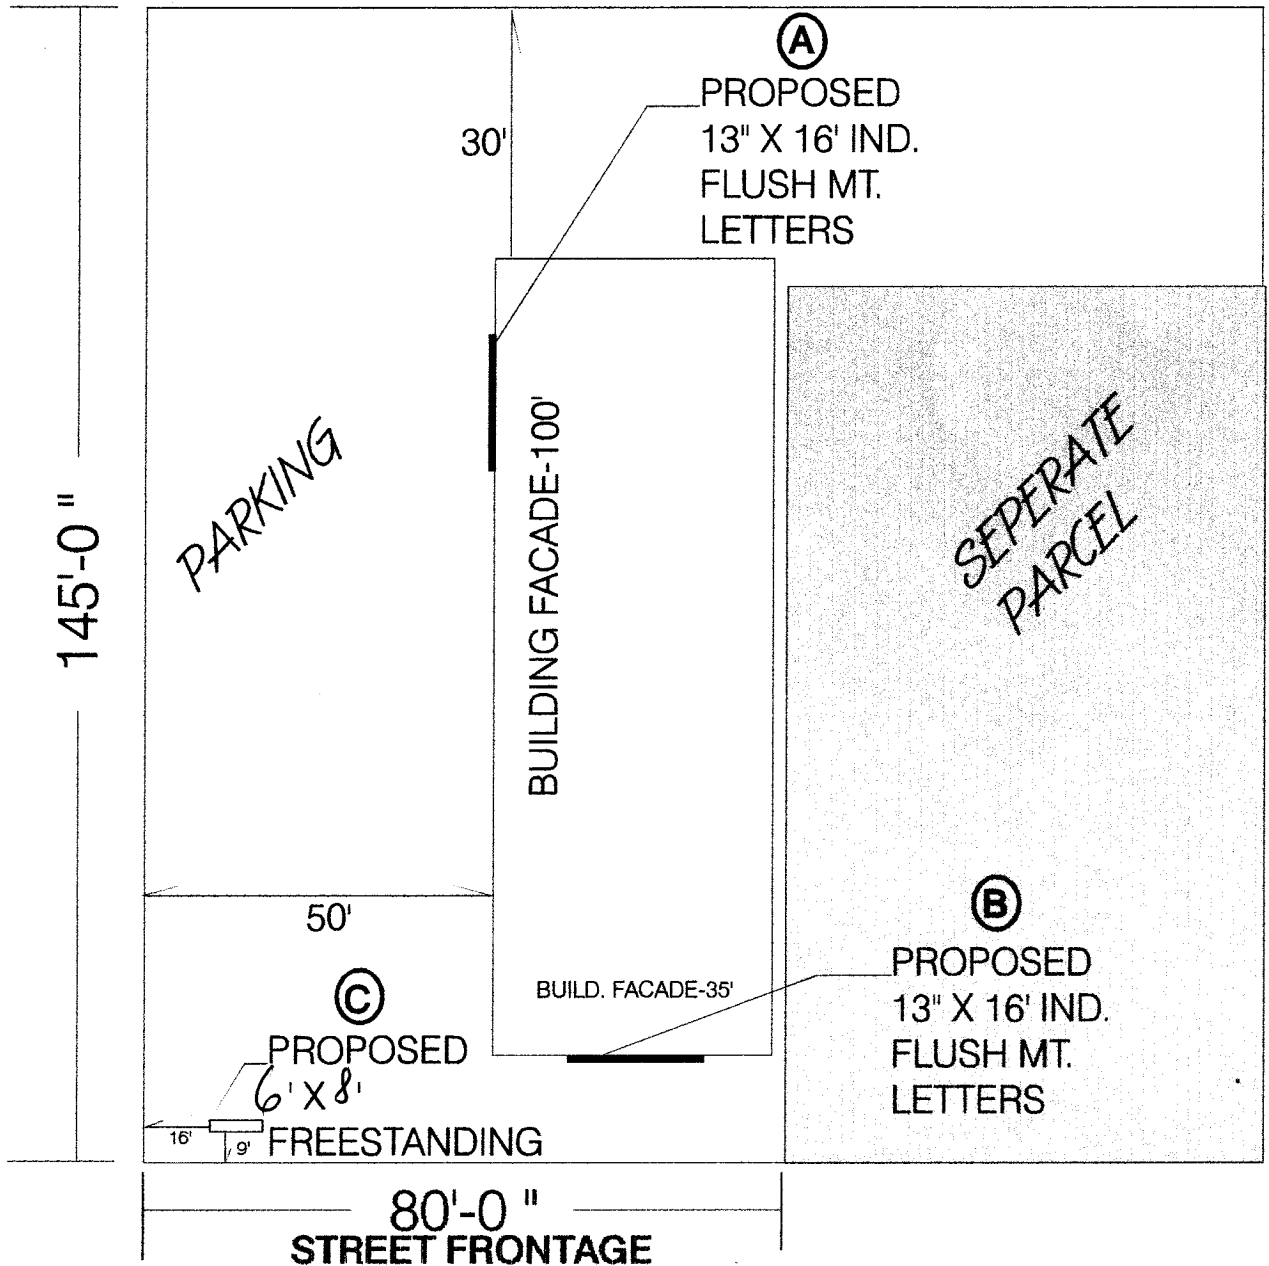 A
PROPOSED
13" X 16' IND.
FLUSH MT.
LETTERS
30'
145'-0 "
PARKING
BUILDING FACADE-100'
SEPERATE
PARCEL
50'
BUILD. FACADE-35'
B
PROPOSED
13" X 16' IND.
FLUSH MT.
LETTERS
C
PROPOSED
6' X 8'
FREESTANDING
16'
9'
80'-0 "
STREET FRONTAGE